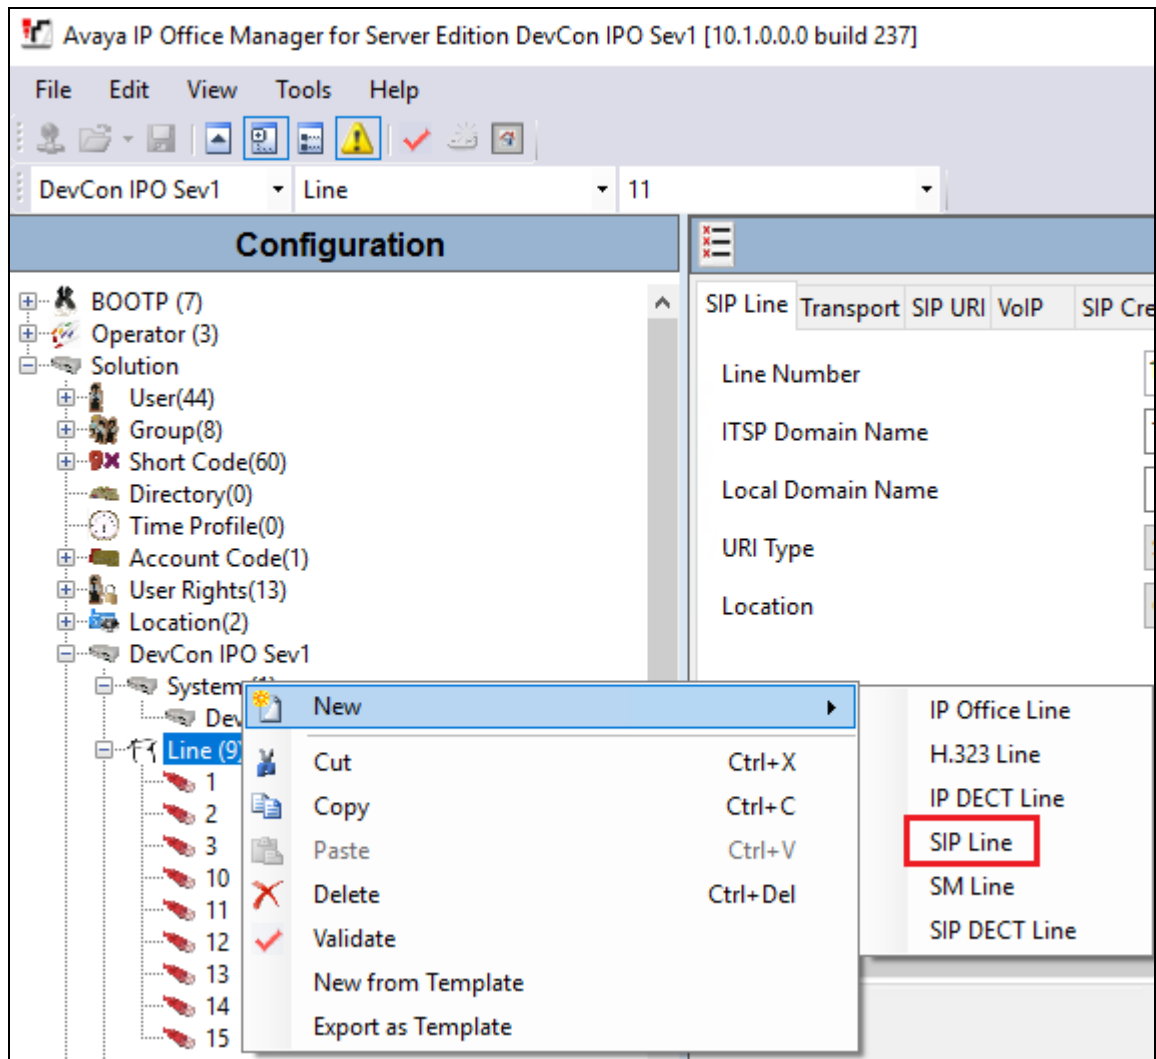 Avaya IP Office Manager for Server Edition DevCon IPO Sev1 [10.1.0.0.0 build 237]
File Edit View Tools Help
DevCon IPO Sev1 Line 11
Configuration
BOOTP (7)
Operator (3)
Solution
User(44)
Group(8)
Short Code(60)
Directory(0)
Time Profile(0)
Account Code(1)
User Rights(13)
Location(2)
DevCon IPO Sev1
System
Dev
Line (9)
1
2
3
10
11
12
13
14
15
SIP Line Transport SIP URI VoIP SIP Cre
Line Number
ITSP Domain Name
Local Domain Name
URI Type
Location
New
Cut Ctrl+X
Copy Ctrl+C
Paste Ctrl+V
Delete Ctrl+Del
Validate
New from Template
Export as Template
IP Office Line
H.323 Line
IP DECT Line
SIP Line
SM Line
SIP DECT Line